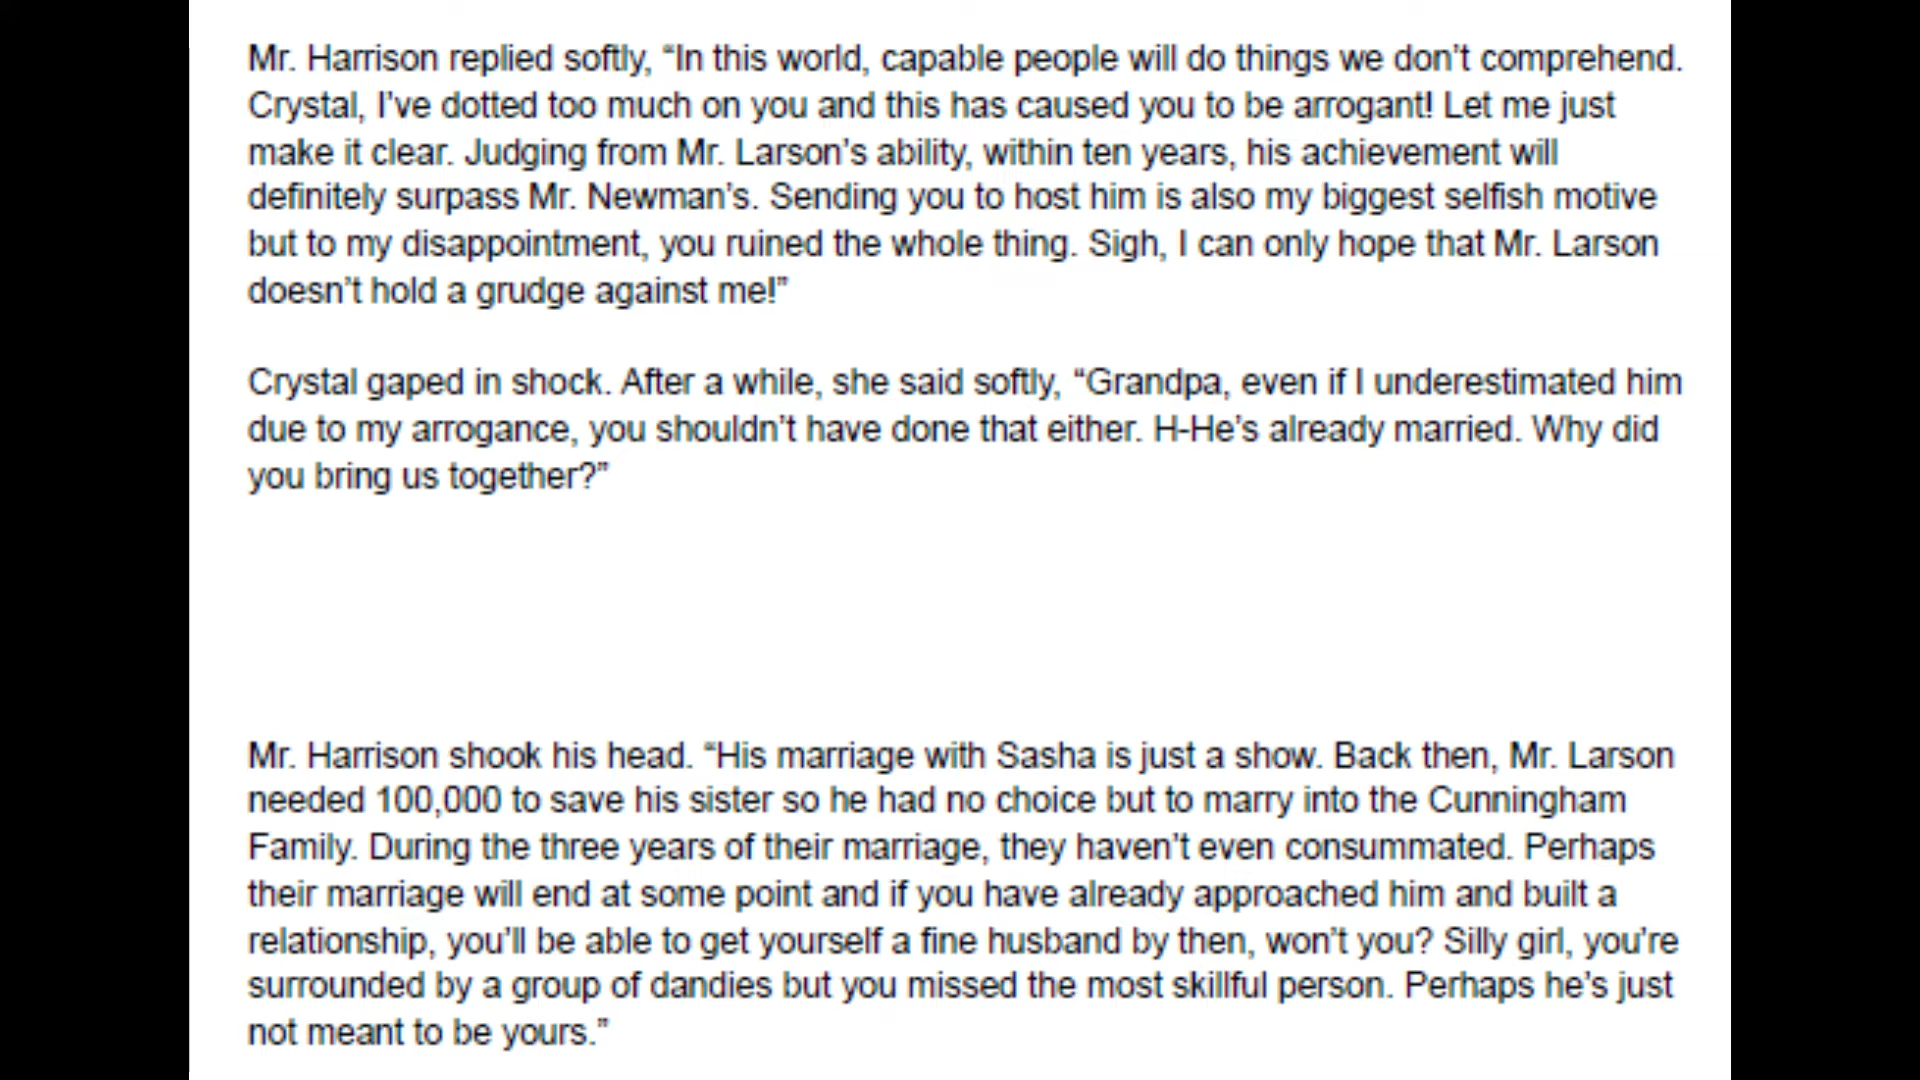 Mr. Harrison replied softly, “In this world, capable people will do things we don’t comprehend.
Crystal, I’ve dotted too much on you and this has caused you to be arrogant! Let me just
make it clear. Judging from Mr. Larson’s ability, within ten years, his achievement will
definitely surpass Mr. Newman’s. Sending you to host him is also my biggest selfish motive
but to my disappointment, you ruined the whole thing. Sigh, I can only hope that Mr. Larson
doesn’t hold a grudge against me!”
Crystal gaped in shock. After a while, she said softly, “Grandpa, even if I underestimated him
due to my arrogance, you shouldn’t have done that either. H-He’s already married. Why did
you bring us together?”
Mr. Harrison shook his head. “His marriage with Sasha is just a show. Back then, Mr. Larson
needed 100,000 to save his sister so he had no choice but to marry into the Cunningham
Family. During the three years of their marriage, they haven’t even consummated. Perhaps
their marriage will end at some point and if you have already approached him and built a
relationship, you’ll be able to get yourself a fine husband by then, won’t you? Silly girl, you’re
surrounded by a group of dandies but you missed the most skillful person. Perhaps he’s just
not meant to be yours.”